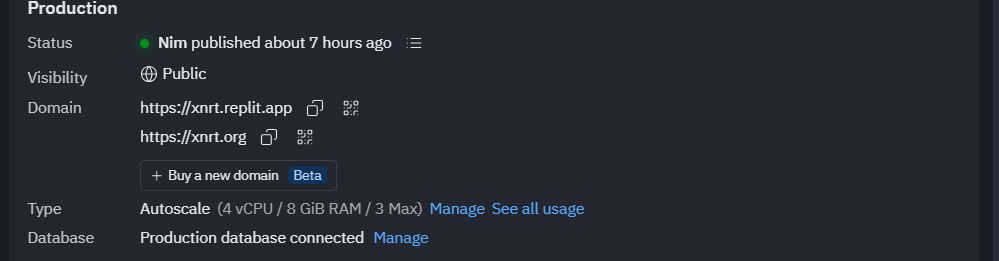 Production
Status Nim published about 7 hours ago
Visibility Public
Domain https://xnrt.replit.app
https://xnrt.org
+ Buy a new domain Beta
Type Autoscale (4 vCPU / 8 GiB RAM / 3 Max) Manage See all usage
Database Production database connected Manage